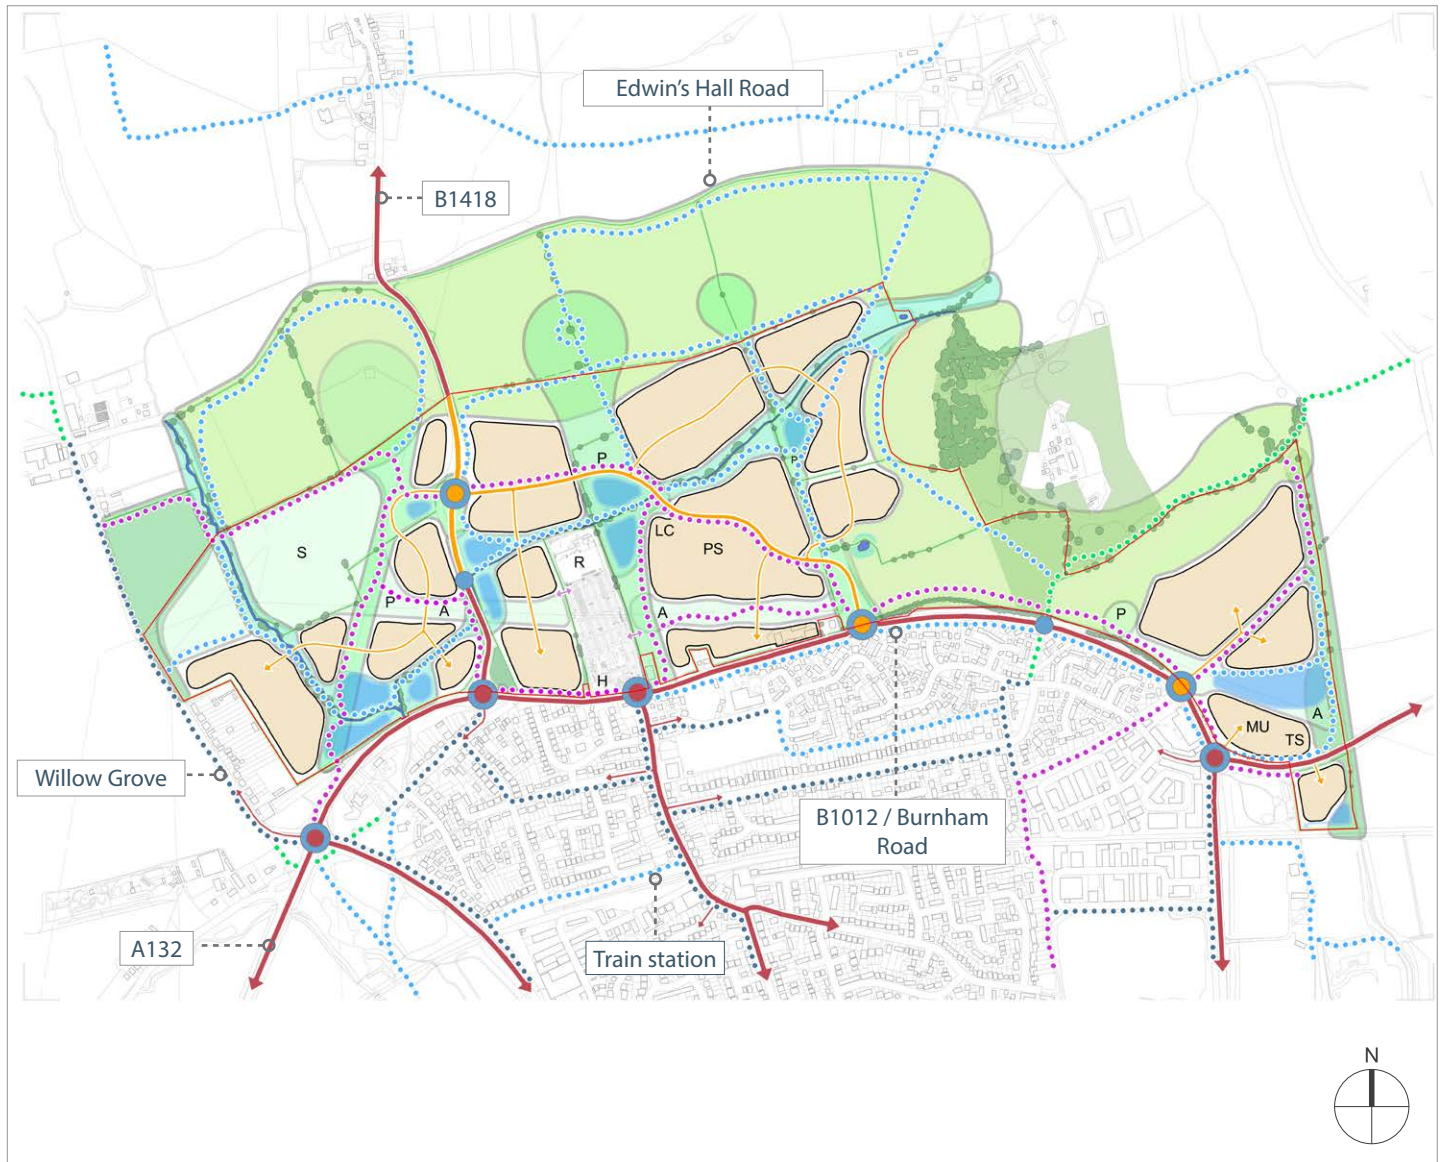 Edwin's Hall Road
B1418
P
LC
P
S
R
PS
P
A
A
P
H
MU
A
TS
Willow Grove
B1012 / Burnham
Road
A132
Train station
N